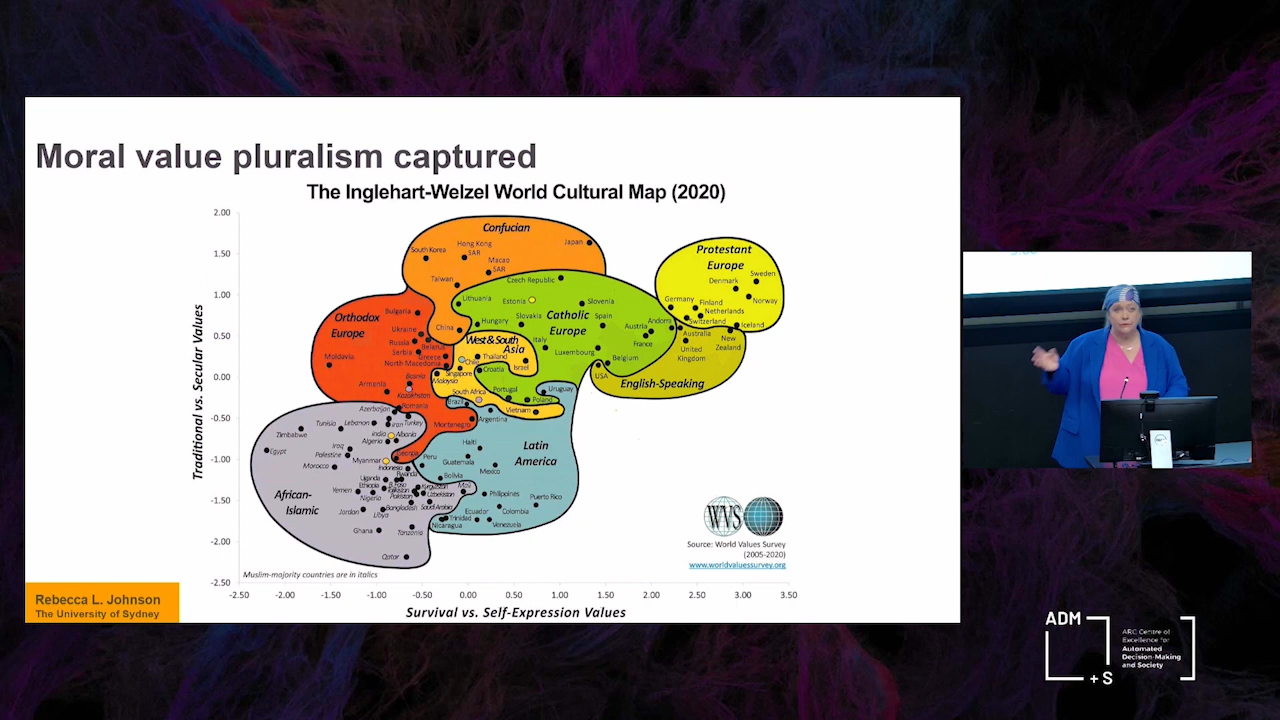 Moral value pluralism captured
The Inglehart-Welzel World Cultural Map (2020)
2.00
1.50
1.00
0.50
0.00
-0.50
-1.00
-1.50
-2.00
-2.50
Traditional vs. Secular Values
Confucian
South Korea
Hong Kong
SAR
Japan
Macao
SAR
Taiwan
China
Protestant
Europe
Sweden
Denmark
Norway
Germany
Finland
Netherlands
Switzerland
Iceland
Andorra
Catholic
Europe
Czech Republic
Lithuania
Estonia
Slovenia
Hungary
Slovakia
Spain
Austria
France
Italy
Luxembourg
Belgium
Croatia
Portugal
Poland
English-Speaking
Australia
New
Zealand
United
Kingdom
USA
Orthodox
Europe
Bulgaria
Ukraine
Russia
Belarus
Serbia
Greece
North Macedonia
Moldavia
Bosnia
Armenia
Kazakhstan
Romania
Montenegro
Georgia
West & South
Asia
Chile
Thailand
Israel
Singapore
Malaysia
South Africa
Vietnam
Latin
America
Uruguay
Brazil
Argentina
Haiti
Peru
Guatemala
Mexico
Bolivia
Philipines
Puerto Rico
Ecuador
Colombia
Trinidad
Nicaragua
Venezuela
African-
Islamic
Azerbaijan
Tunisia
Lebanon
Iran
Turkey
Zimbabwe
India
Albania
Algeria
Egypt
Iraq
Palestine
Myanmar
Morocco
Indonesia
Rwanda
Uganda
B. Faso
Ethiopia
Yemen
Nigeria
Pakistan
Kyrgyzstan
Uzbekistan
Mali
Bangladesh
Saudi Arabia
Jordan
Libya
Ghana
Tanzania
Qatar
WVS
Source: World Values Survey
(2005-2020)
www.worldvaluessurvey.org
Muslim-majority countries are in italics
-2.50
-2.00
-1.50
-1.00
-0.50
0.00
0.50
1.00
1.50
2.00
2.50
3.00
3.50
Survival vs. Self-Expression Values
Rebecca L. Johnson
The University of Sydney
ADM
+ S
ARC Centre of
Excellence for
Automated
Decision-Making
and Society